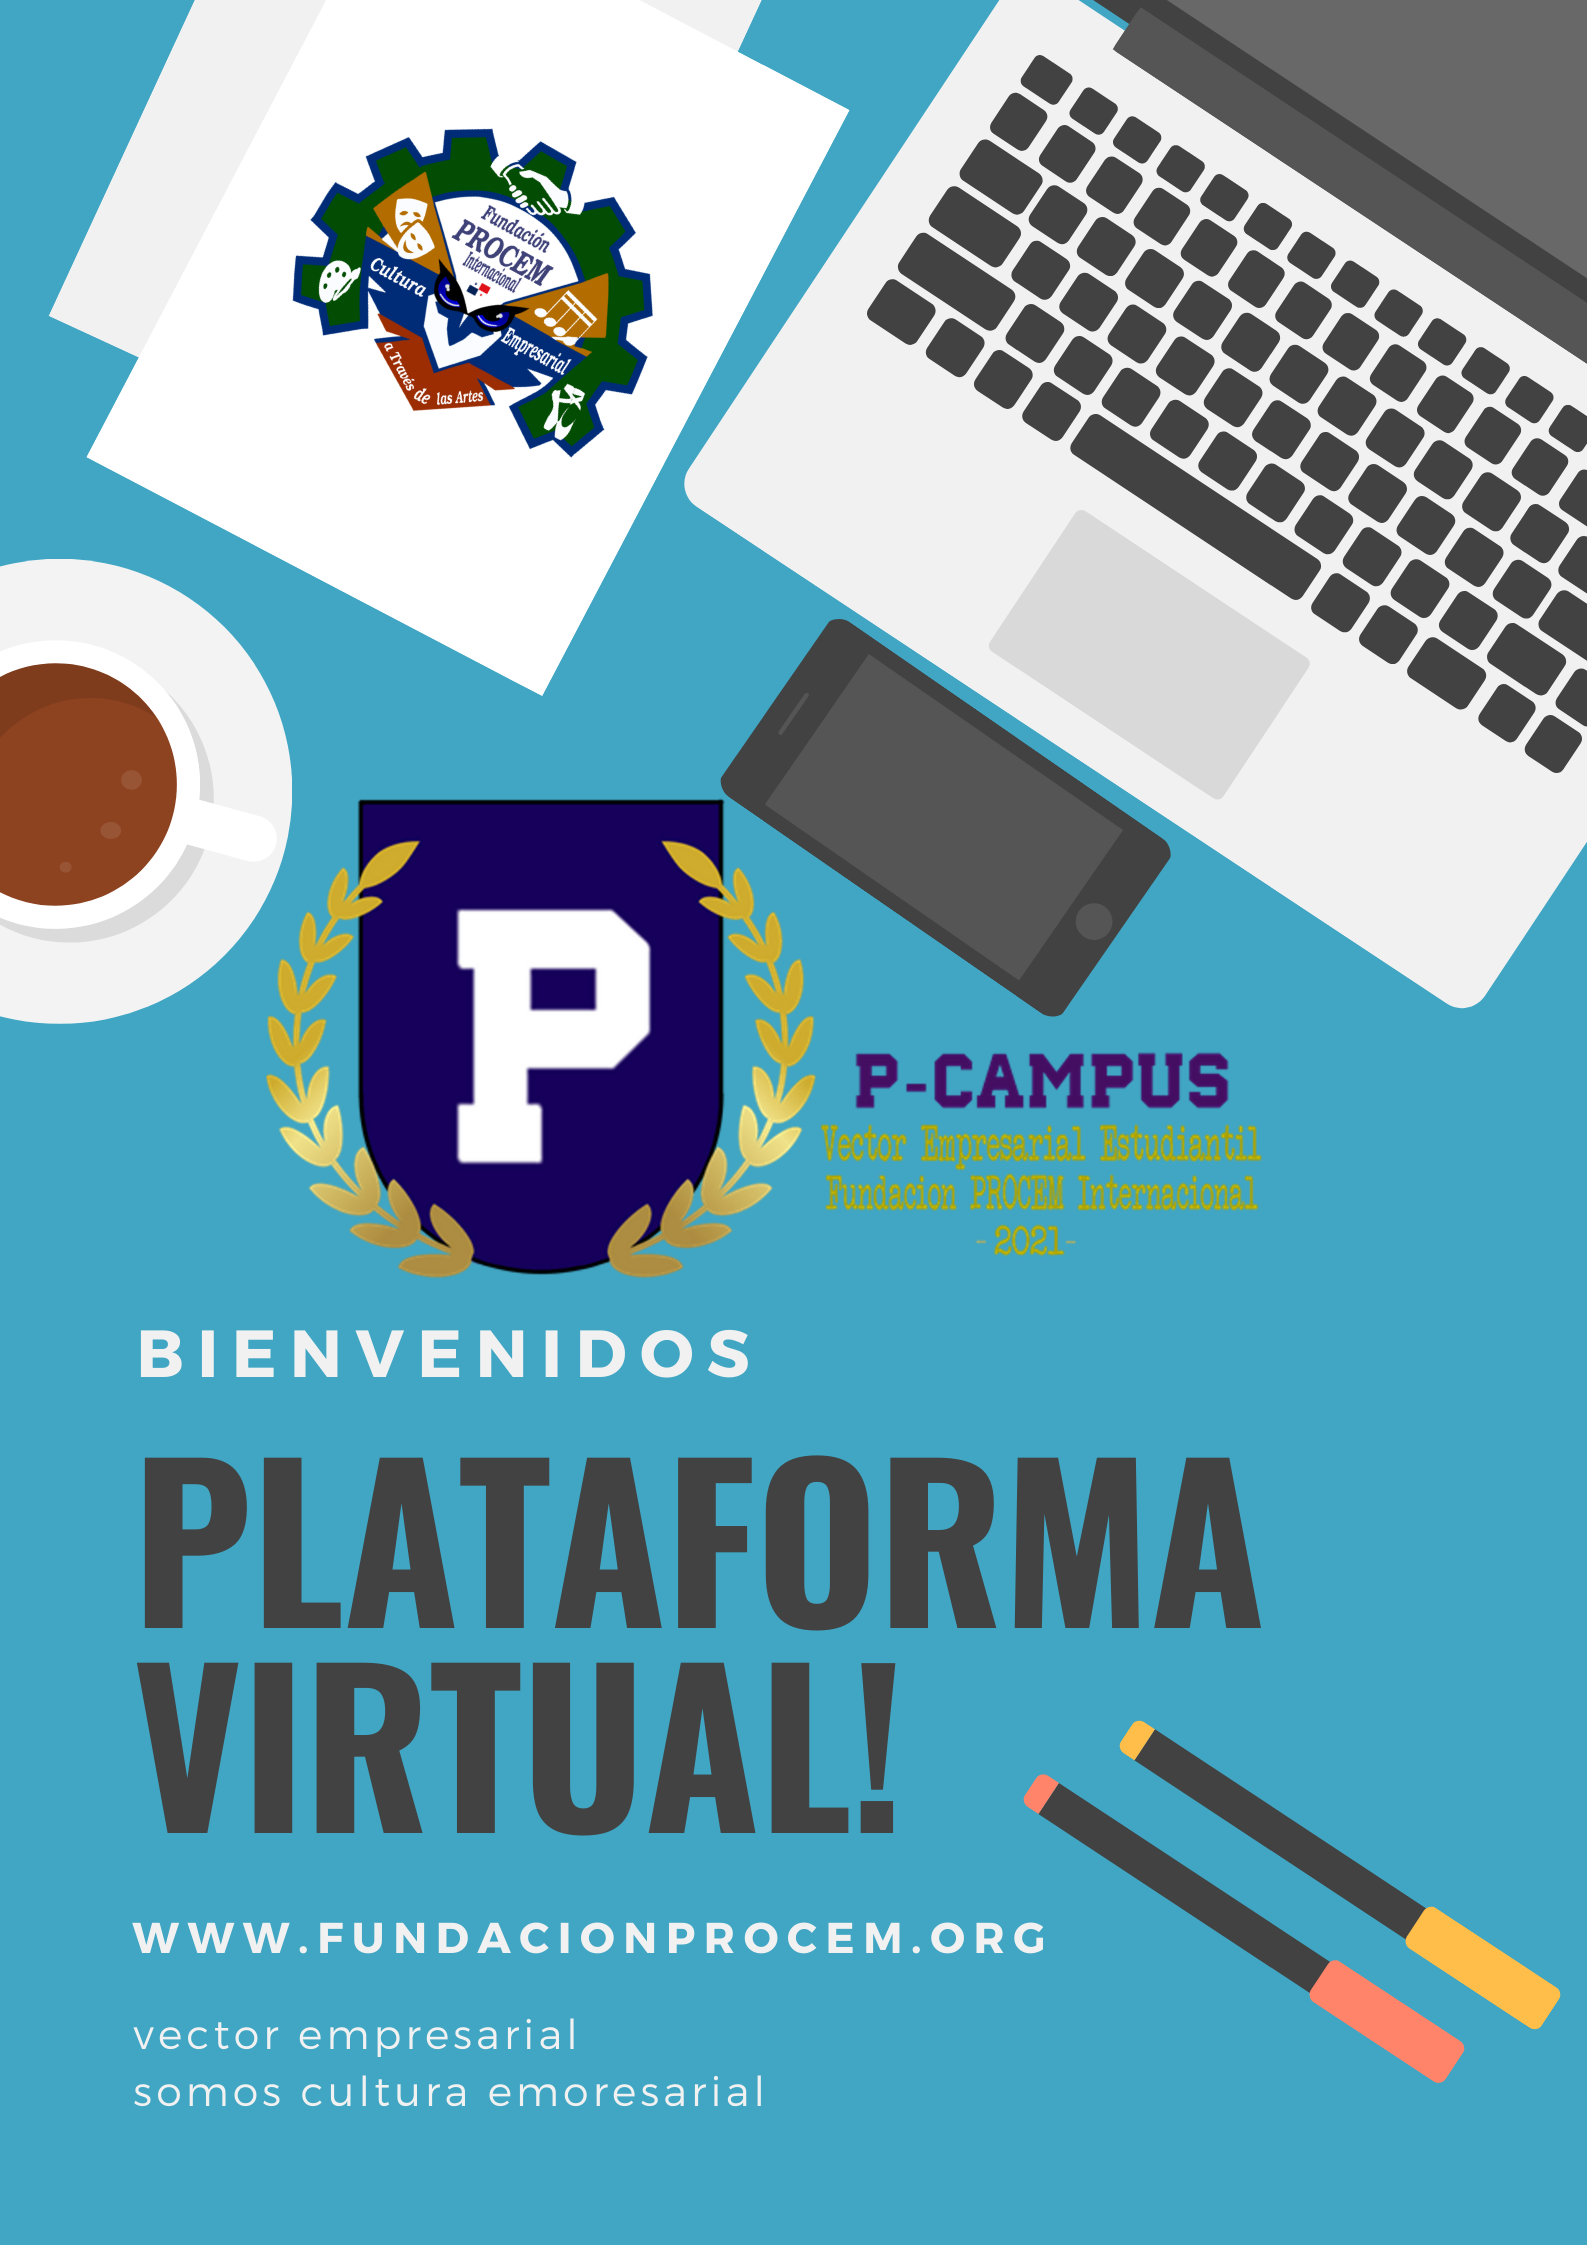 Fundación
PROCEM
Internacional
Cultura
Empresarial
a Través de las Artes
P
P-CAMPUS
Vector Empresarial Estudiantil
Fundacion PROCEM Internacional
-2021-
BIENVENIDOS
PLATAFORMA
VIRTUAL!
WWW.FUNDACIONPROCEM.ORG
vector empresarial
somos cultura emoresarial